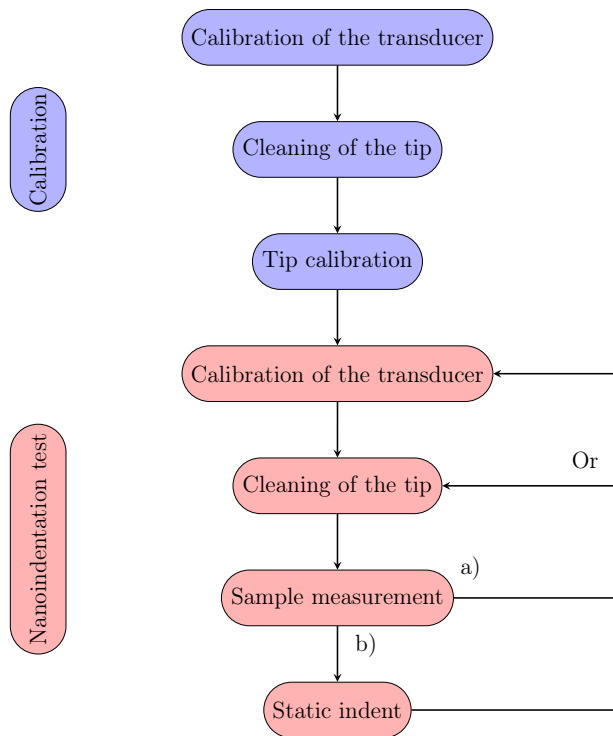 Calibration of the transducer
Calibration
Cleaning of the tip
Tip calibration
Calibration of the transducer
Nanoindentation test
Or
Cleaning of the tip
a)
Sample measurement
b)
Static indent